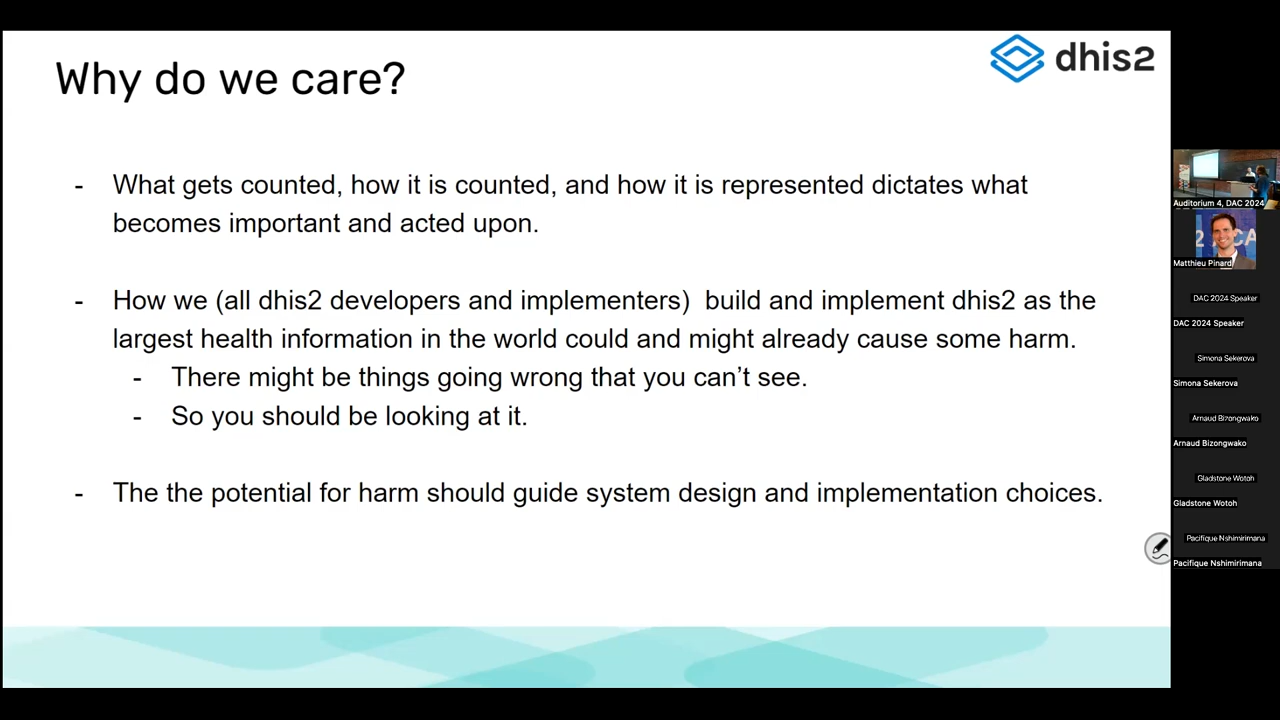 Why do we care?
dhis2
- What gets counted, how it is counted, and how it is represented dictates what
becomes important and acted upon.
- How we (all dhis2 developers and implementers) build and implement dhis2 as the
largest health information in the world could and might already cause some harm.
- There might be things going wrong that you can't see.
- So you should be looking at it.
- The the potential for harm should guide system design and implementation choices.
Auditorium 4, DAC 2024
2 ACA
Matthieu Pinard
DAC 2024 Speaker
DAC 2024 Speaker
Simona Sekerova
Simona Sekerova
Arnaud Bizongwako
Arnaud Bizongwako
Gladstone Wotoh
Gladstone Wotoh
Pacifique Nshimirimana
Pacifique Nshimirimana